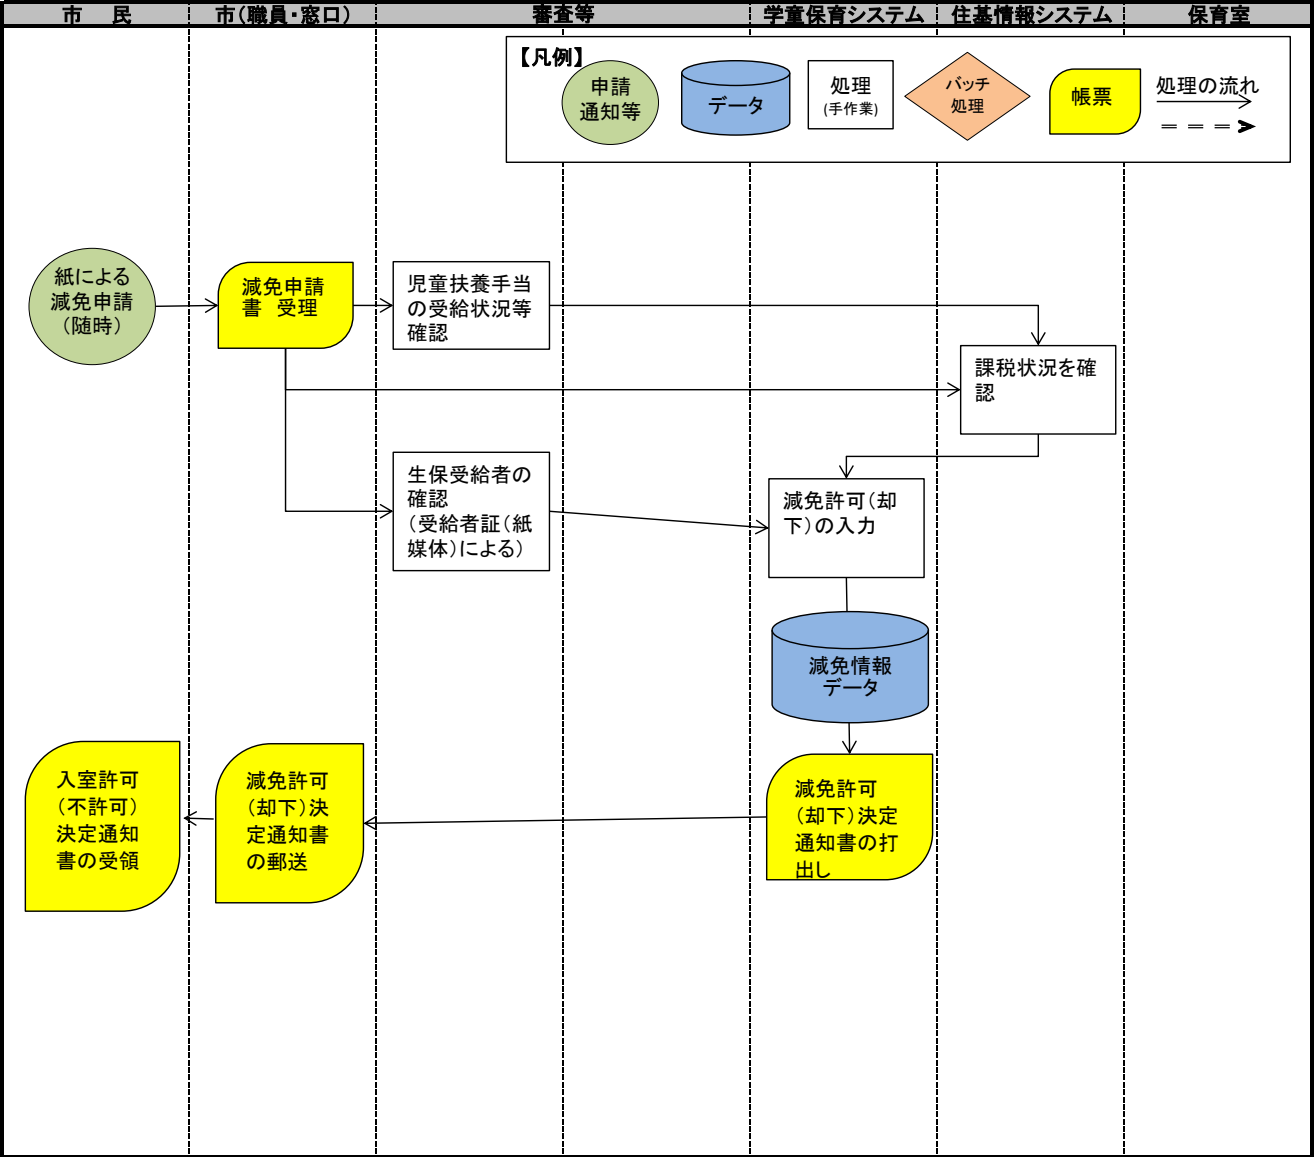 市　民
市（職員・窓口）
審査等
学童保育システム
住基情報システム
保育室
【凡例】
申請
通知等
データ
処理
(手作業)
バッチ
処理
帳票
処理の流れ
紙による
減免申請
（随時）
減免申請
書　受理
児童扶養手当
の受給状況等
確認
課税状況を確
認
生保受給者の
確認
（受給者証（紙
媒体）による）
減免許可（却
下）の入力
減免情報
データ
入室許可
（不許可）
決定通知
書の受領
減免許可
（却下）決
定通知書
の郵送
減免許可
（却下）決定
通知書の打
出し